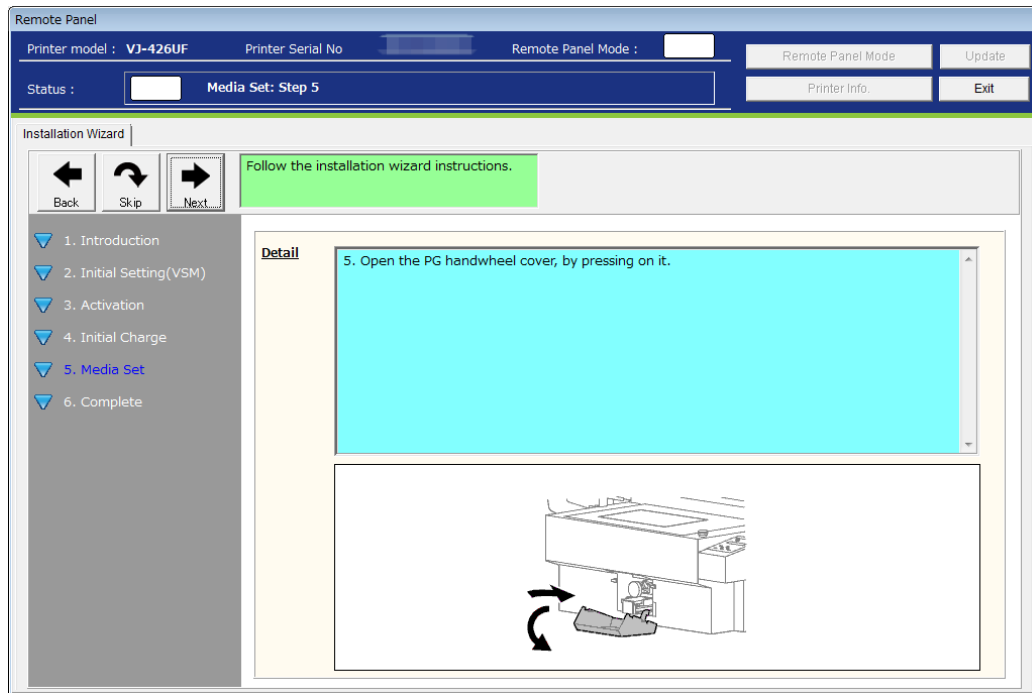 Remote Panel
Printer model : VJ-426UF Printer Serial No Remote Panel Mode :
Remote Panel Mode Update
Status : Media Set: Step 5
Printer Info. Exit
Installation Wizard
Follow the installation wizard instructions.
Back Skip Next
1. Introduction
2. Initial Setting(VSM)
3. Activation
4. Initial Charge
5. Media Set
6. Complete
Detail
5. Open the PG handwheel cover, by pressing on it.